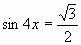 sin 4x = √3/2